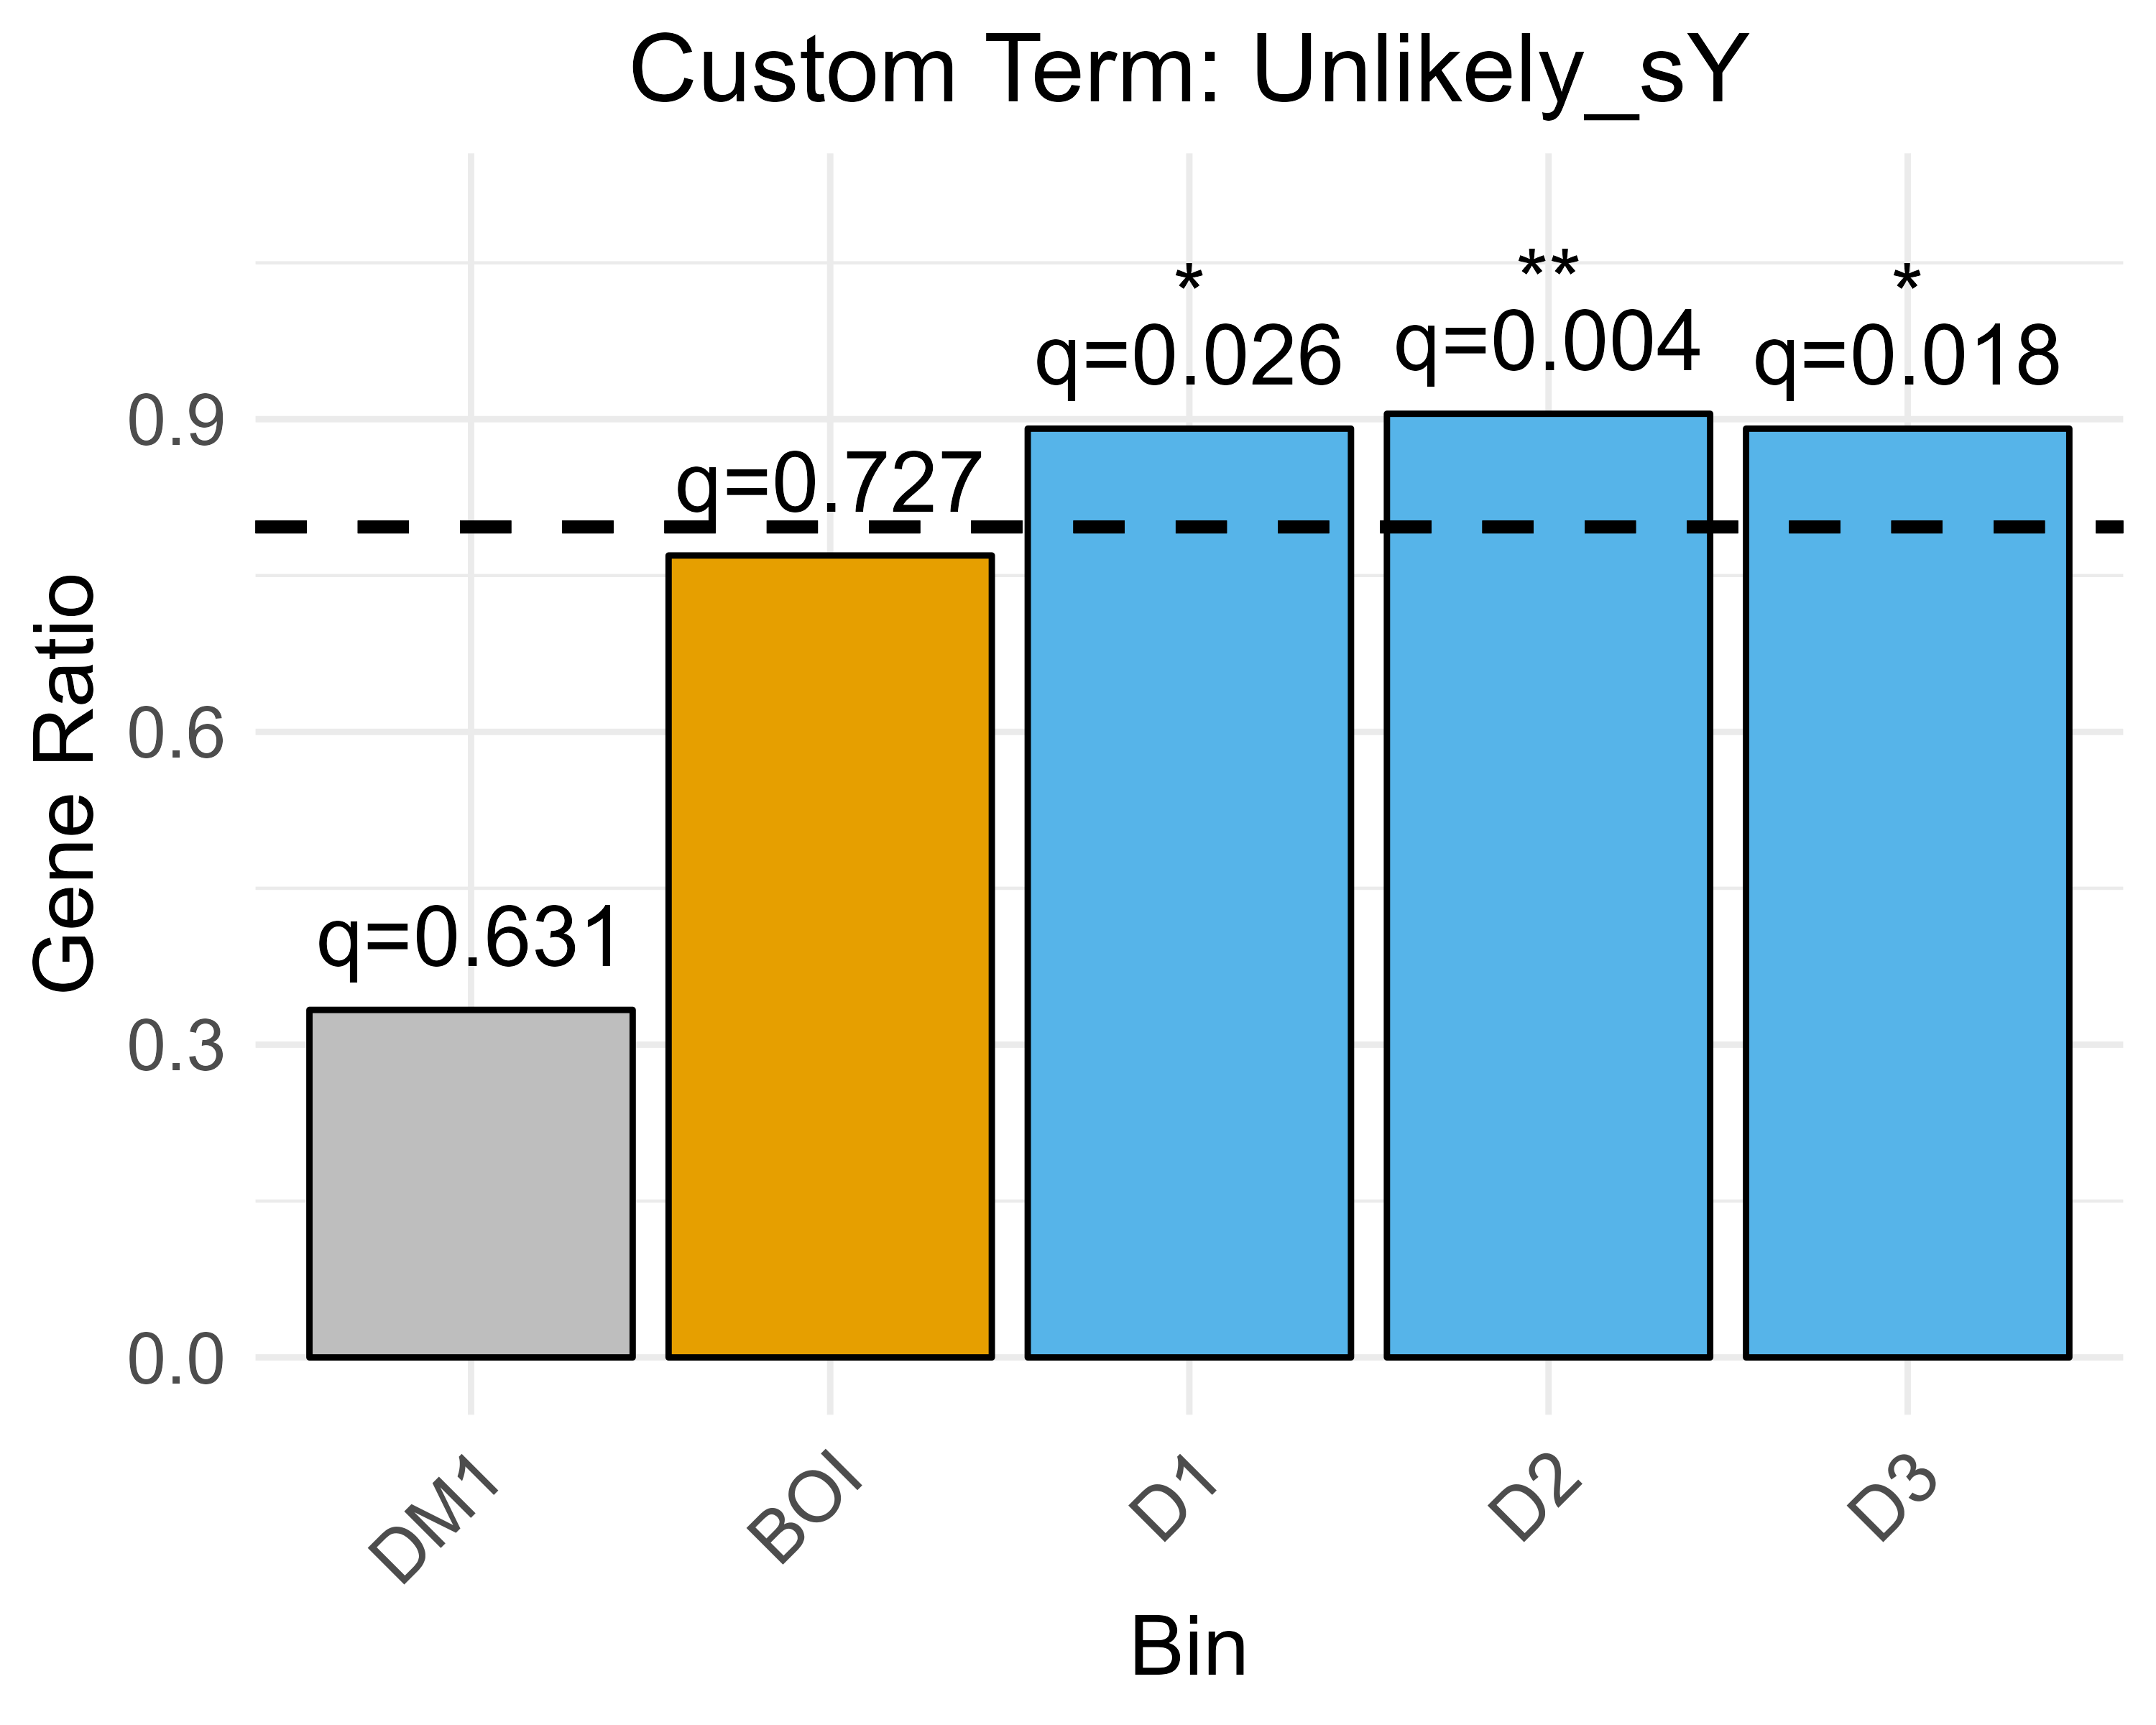 Custom Term: Unlikely_sY
*
**
*
q=0.026
q=0.004
q=0.018
q=0.727
q=0.631
Gene Ratio
0.9
0.6
0.3
0.0
DM1
BOI
D1
D2
D3
Bin